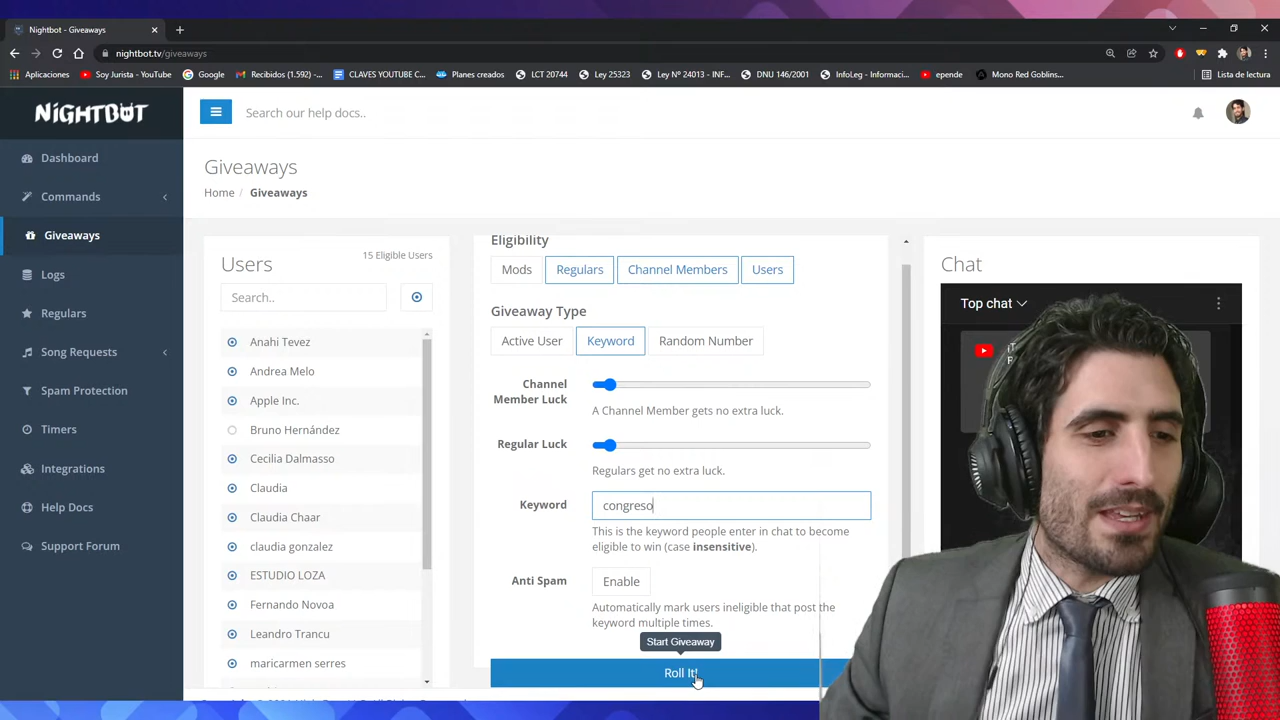 Nightbot - Giveaways
nightbot.tv/giveaways
Aplicaciones
Soy Jurista - YouTube
Google
Recibidos (1.592) -...
CLAVES YOUTUBE C...
Planes creados
LCT 20744
Ley 25323
Ley Nº 24013 - INF...
DNU 146/2001
InfoLeg - Informaci...
epende
Mono Red Goblins...
Lista de lectura
NIGHTBOT
Search our help docs..
Dashboard
Commands
Giveaways
Logs
Regulars
Song Requests
Spam Protection
Timers
Integrations
Help Docs
Support Forum
Giveaways
Home / Giveaways
Users
15 Eligible Users
Search..
Anahi Tevez
Andrea Melo
Apple Inc.
Bruno Hernández
Cecilia Dalmasso
Claudia
Claudia Chaar
claudia gonzalez
ESTUDIO LOZA
Fernando Novoa
Leandro Trancu
maricarmen serres
Eligibility
Mods Regulars Channel Members Users
Giveaway Type
Active User Keyword Random Number
Channel
Member Luck
A Channel Member gets no extra luck.
Regular Luck
Regulars get no extra luck.
Keyword
congreso
This is the keyword people enter in chat to become
eligible to win (case insensitive).
Anti Spam
Enable
Automatically mark users ineligible that post the
keyword multiple times.
Start Giveaway
Roll It!
Chat
Top chat